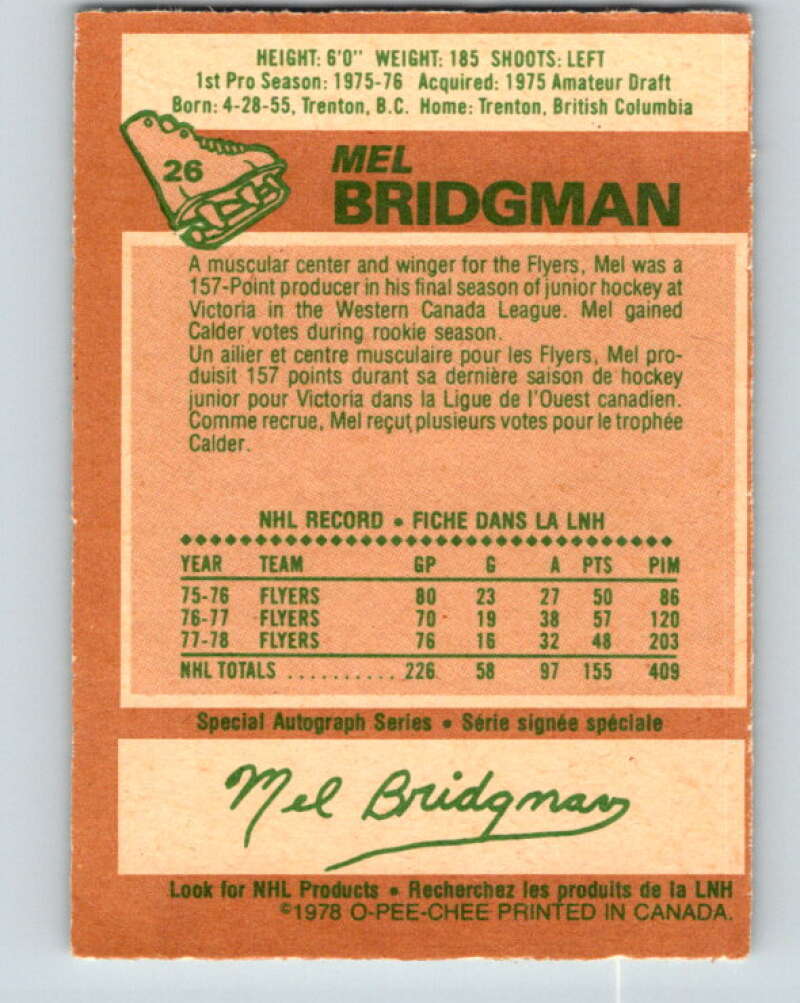 HEIGHT: 6'0" WEIGHT: 185 SHOOTS: LEFT
1st Pro Season: 1975-76 Acquired: 1975 Amateur Draft
Born: 4-28-55, Trenton, B.C. Home: Trenton, British Columbia
26
MEL
BRIDGMAN
A muscular center and winger for the Flyers, Mel was a
157-Point producer in his final season of junior hockey at
Victoria in the Western Canada League. Mel gained
Calder votes during rookie season.
Un ailier et centre musculaire pour les Flyers, Mel pro-
duisit 157 points durant sa dernière saison de hockey
junior pour Victoria dans la Ligue de l'Ouest canadien.
Comme recrue, Mel reçut plusieurs votes pour le trophée
Calder.
NHL RECORD • FICHE DANS LA LNH
YEAR TEAM GP G A PTS PIM
75-76 FLYERS 80 23 27 50 86
76-77 FLYERS 70 19 38 57 120
77-78 FLYERS 76 16 32 48 203
NHL TOTALS ........... 226 58 97 155 409
Special Autograph Series • Série signée spéciale
Mel Bridgman
Look for NHL Products • Recherchez les produits de la LNH
©1978 O-PEE-CHEE PRINTED IN CANADA.